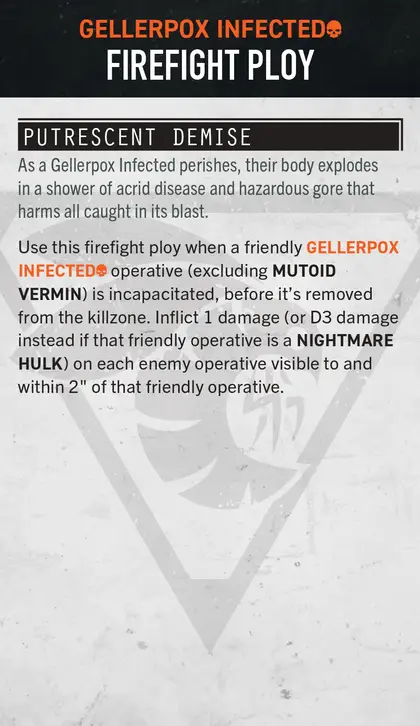 GELLERPOX INFECTED
FIREFIGHT PLOY
PUTRESCENT DEMISE
As a Gellerpox Infected perishes, their body explodes
in a shower of acrid disease and hazardous gore that
harms all caught in its blast.
Use this firefight ploy when a friendly GELLERPOX
INFECTED operative (excluding MUTOID
VERMIN) is incapacitated, before it’s removed
from the killzone. Inflict 1 damage (or D3 damage
instead if that friendly operative is a NIGHTMARE
HULK) on each enemy operative visible to and
within 2" of that friendly operative.